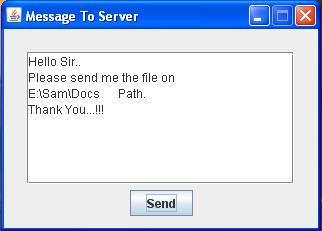 Message To Server
Hello Sir..
Please send me the file on
E:\Sam\Docs     Path.
Thank You...!!!
Send